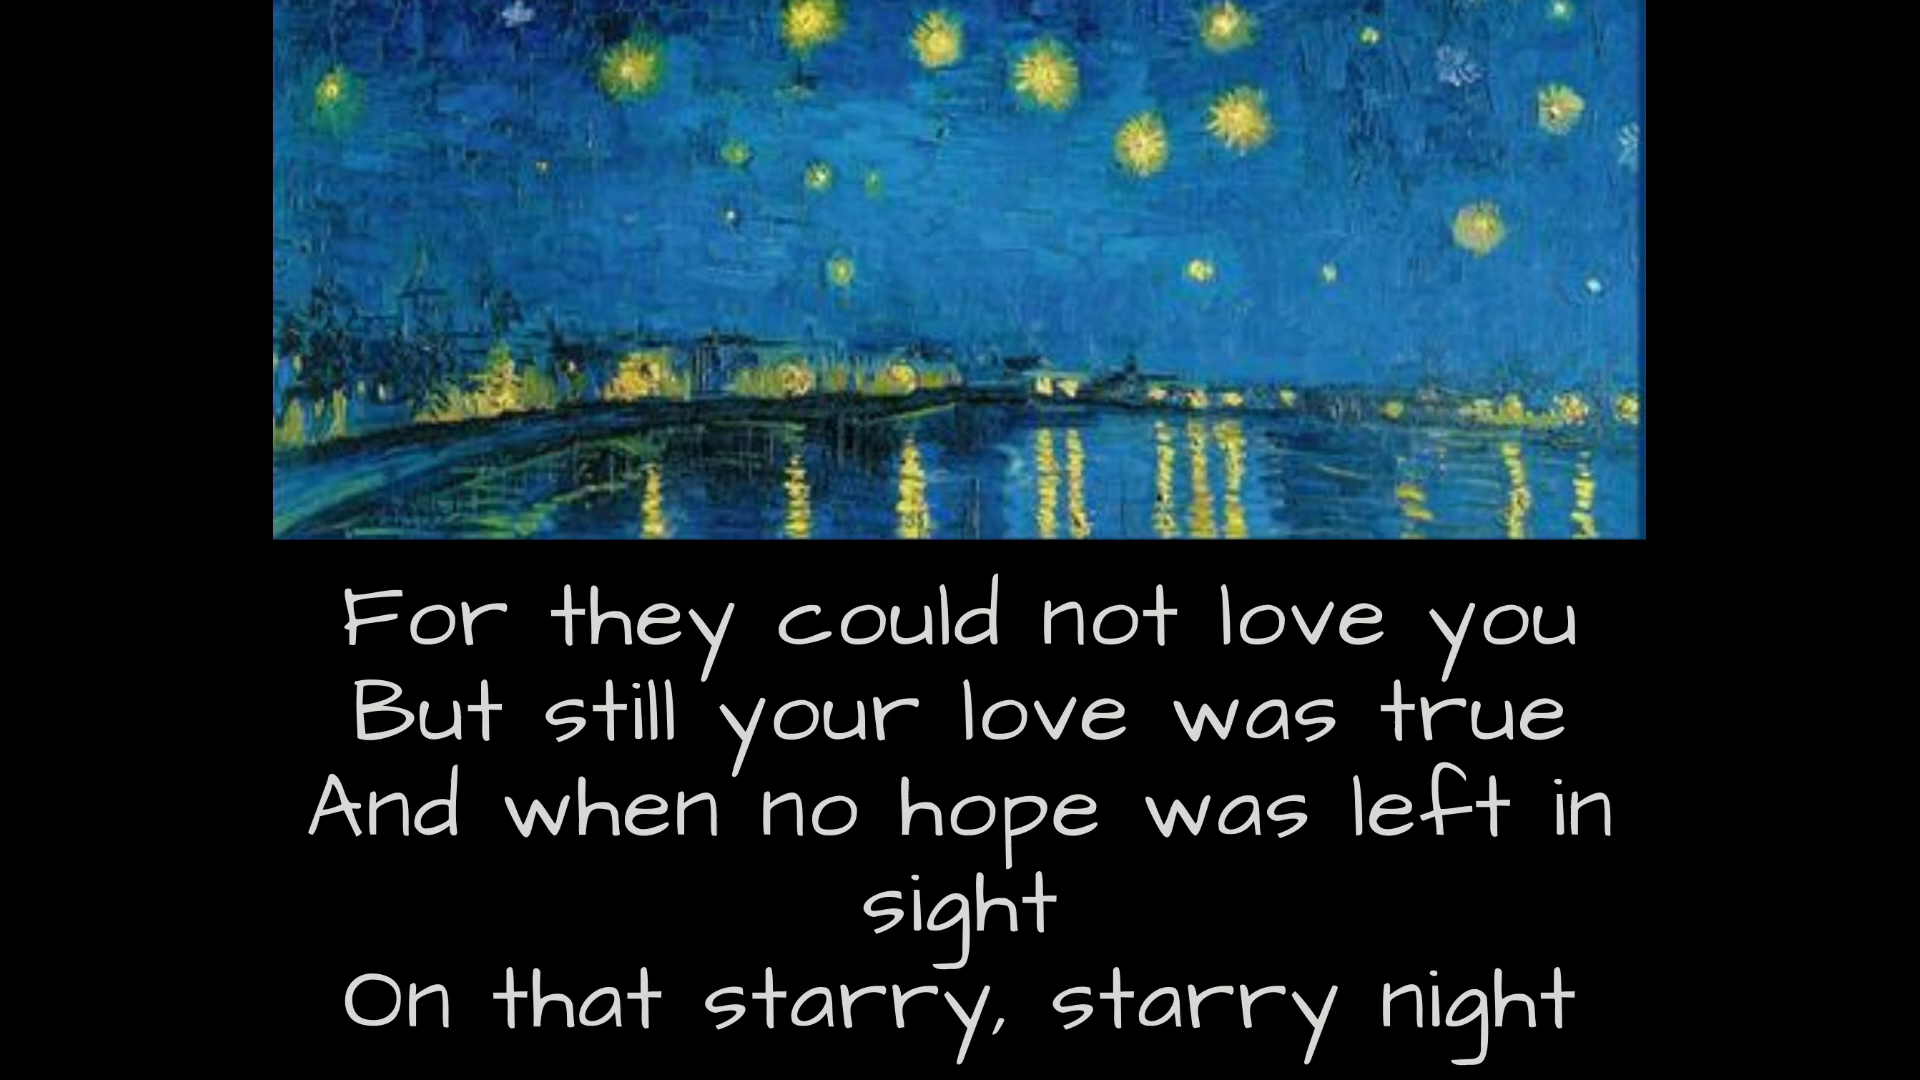 For they could not love you
But still your love was true
And when no hope was left in
sight
On that starry, starry night